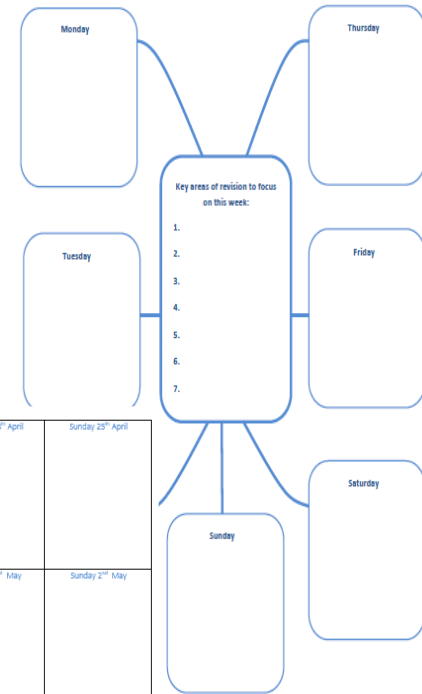 Monday
Thursday
Key areas of revision to focus
on this week:
1.
2.
3.
4.
5.
6.
7.
Tuesday
Friday
April
Sunday 25th April
Saturday
Sunday
May
Sunday 2nd May